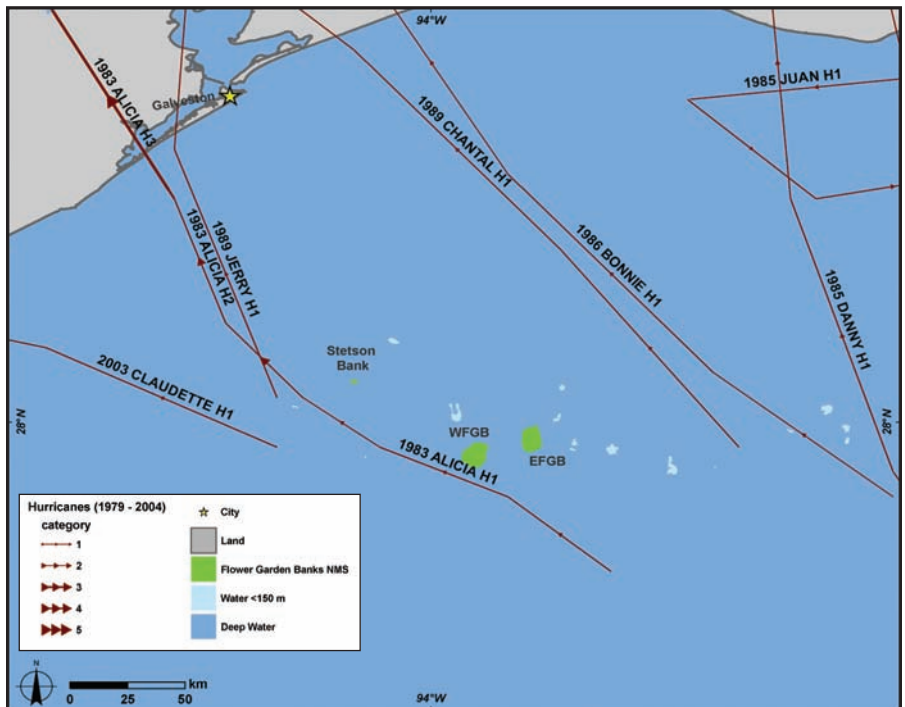 94°W
1983 ALICIA H3
Galveston
1985 JUAN H1
1989 CHANTAL H1
1989 JERRY H1
1983 ALICIA H2
1986 BONNIE H1
1985 DANNY H1
Stetson
Bank
2003 CLAUDETTE H1
28°N
28°N
WFGB
EFGB
1983 ALICIA H1
Hurricanes (1979 - 2004)
category
1
2
3
4
5
City
Land
Flower Garden Banks NMS
Water <150 m
Deep Water
N
km
0 25 50
94°W